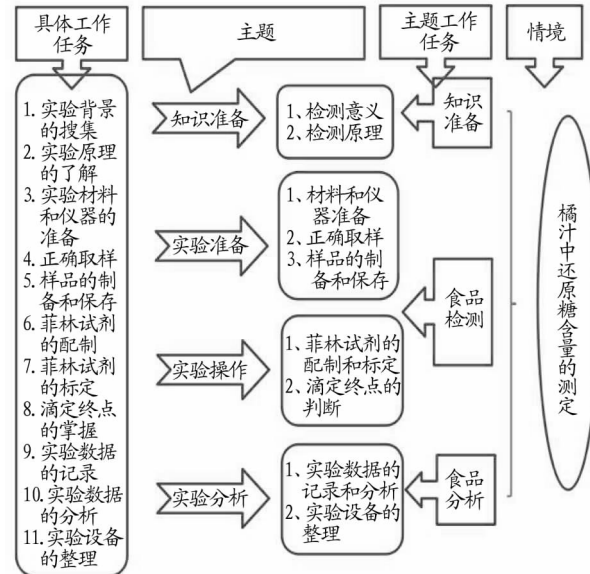 具体工作
任务
主题
主题工作
任务
情境
1. 实验背景
的搜集
2. 实验原理
的了解
3. 实验材料
和仪器的
准备
4. 正确取样
5. 样品的制
备和保存
6. 菲林试剂
的配制
7. 菲林试剂
的标定
8. 滴定终点
的掌握
9. 实验数据
的记录
10. 实验数据
的分析
11. 实验设备
的整理
知识准备
1、检测意义
2、检测原理
知识
准备
实验准备
1、材料和仪
器准备
2、正确取样
3、样品的制
备和保存
食品
检测
实验操作
1、菲林试剂的
配制和标定
2、滴定终点的
判断
实验分析
1、实验数据的
记录和分析
2、实验设备的
整理
食品
分析
橘汁中还原糖含量的测定